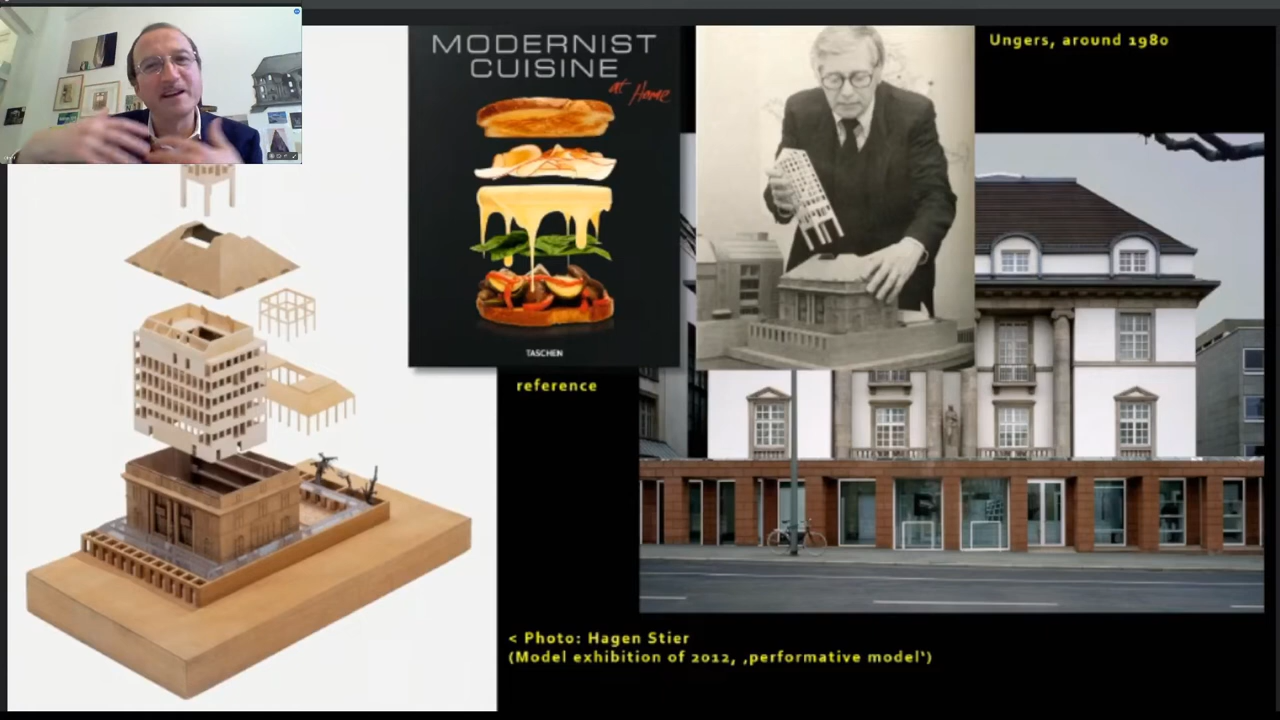 MODERNIST
CUISINE
at Home
TASCHEN
Ungers, around 1980
reference
< Photo: Hagen Stier
(Model exhibition of 2012, ‚performative model‘)